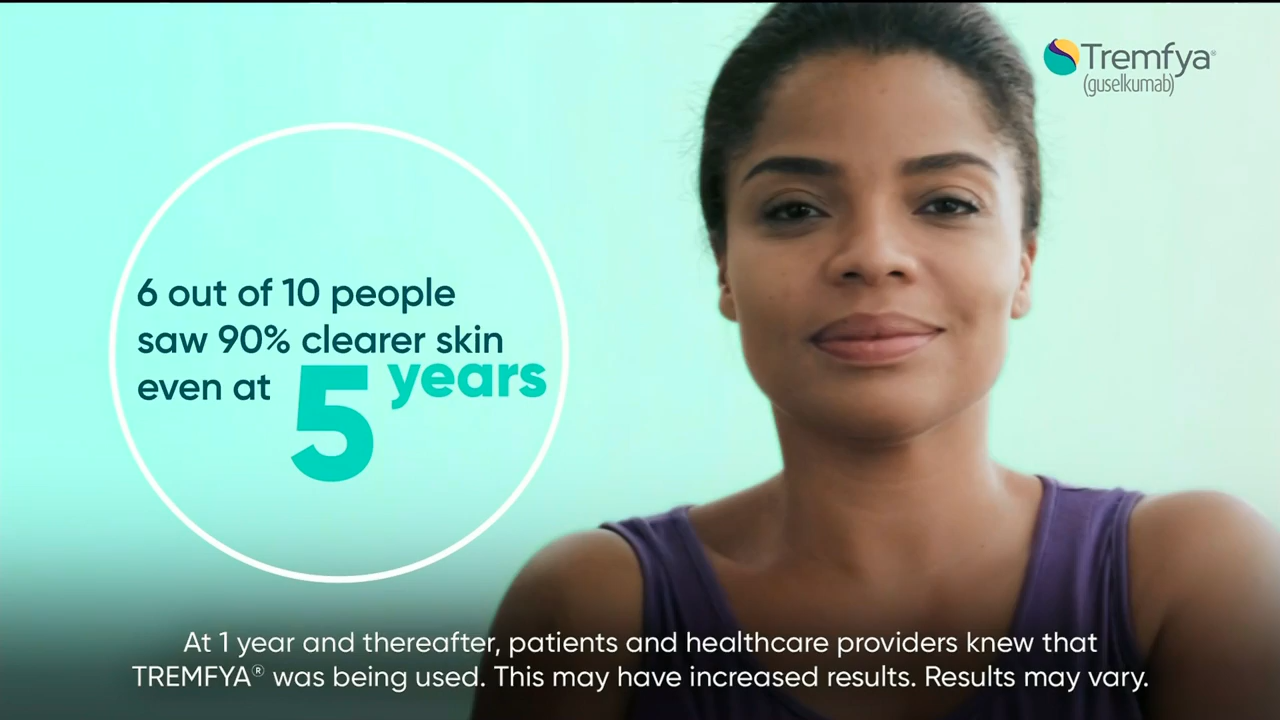 Tremfya®
(guselkumab)
6 out of 10 people
saw 90% clearer skin
even at 5 years
At 1 year and thereafter, patients and healthcare providers knew that
TREMFYA® was being used. This may have increased results. Results may vary.